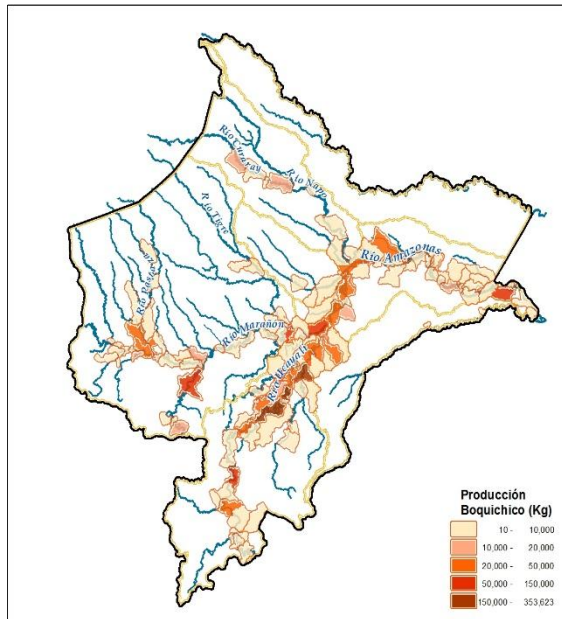 Río Curaray
Río Napo
Río Tigre
Río Amazonas
Río Pastaza
Río Marañón
Río Ucayali
Producción
Boquichico (Kg)
10 - 10,000
10,000 - 20,000
20,000 - 50,000
50,000 - 150,000
150,000 - 353,623